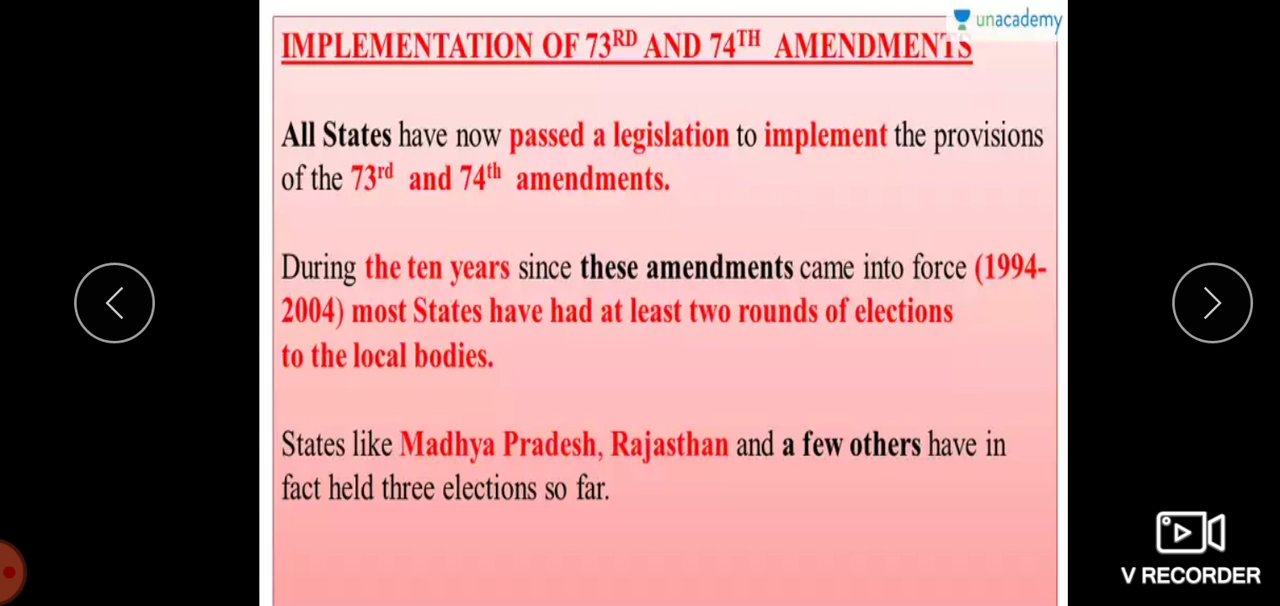 unacademy
IMPLEMENTATION OF 73RD AND 74TH AMENDMENTS
All States have now passed a legislation to implement the provisions
of the 73rd and 74th amendments.
During the ten years since these amendments came into force (1994-
2004) most States have had at least two rounds of elections
to the local bodies.
States like Madhya Pradesh, Rajasthan and a few others have in
fact held three elections so far.
V RECORDER